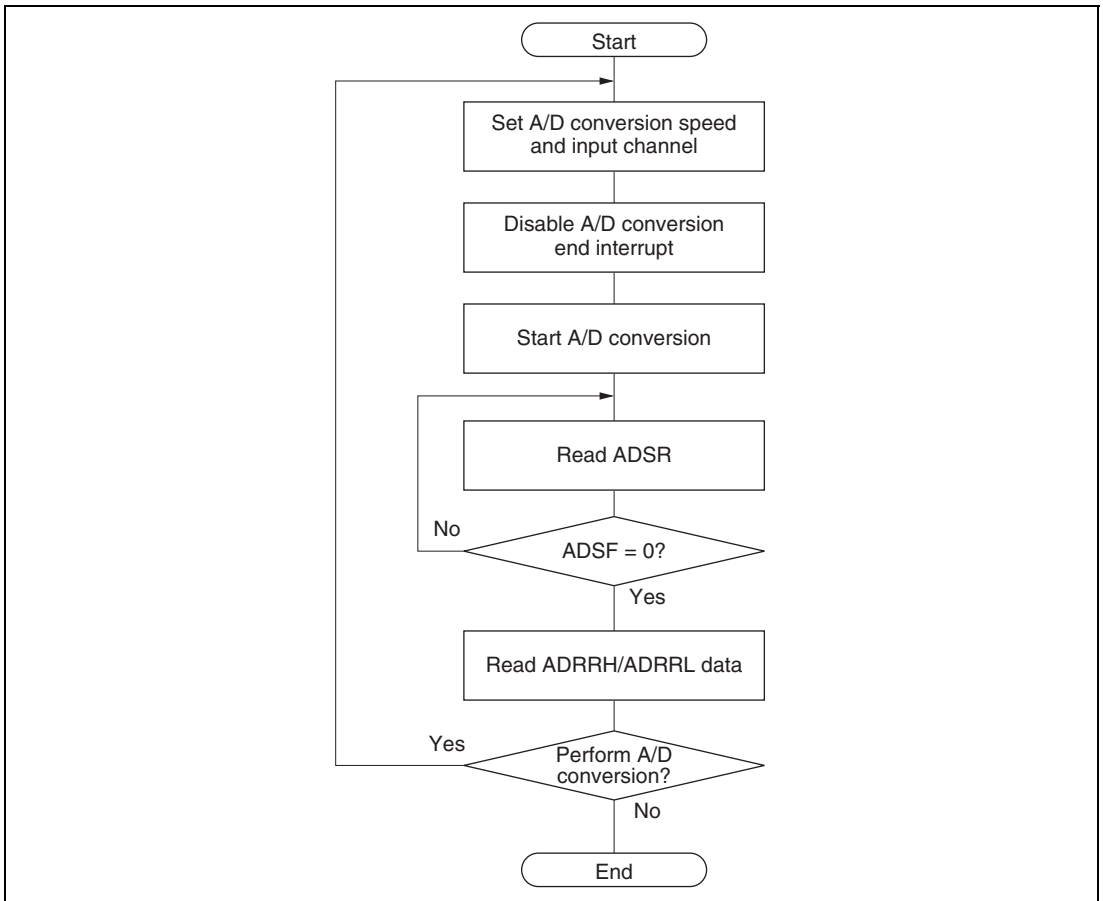 Start
Set A/D conversion speed
and input channel
Disable A/D conversion
end interrupt
Start A/D conversion
Read ADSR
No
ADSF = 0?
Yes
Read ADRRH/ADRRL data
Yes
Perform A/D
conversion?
No
End